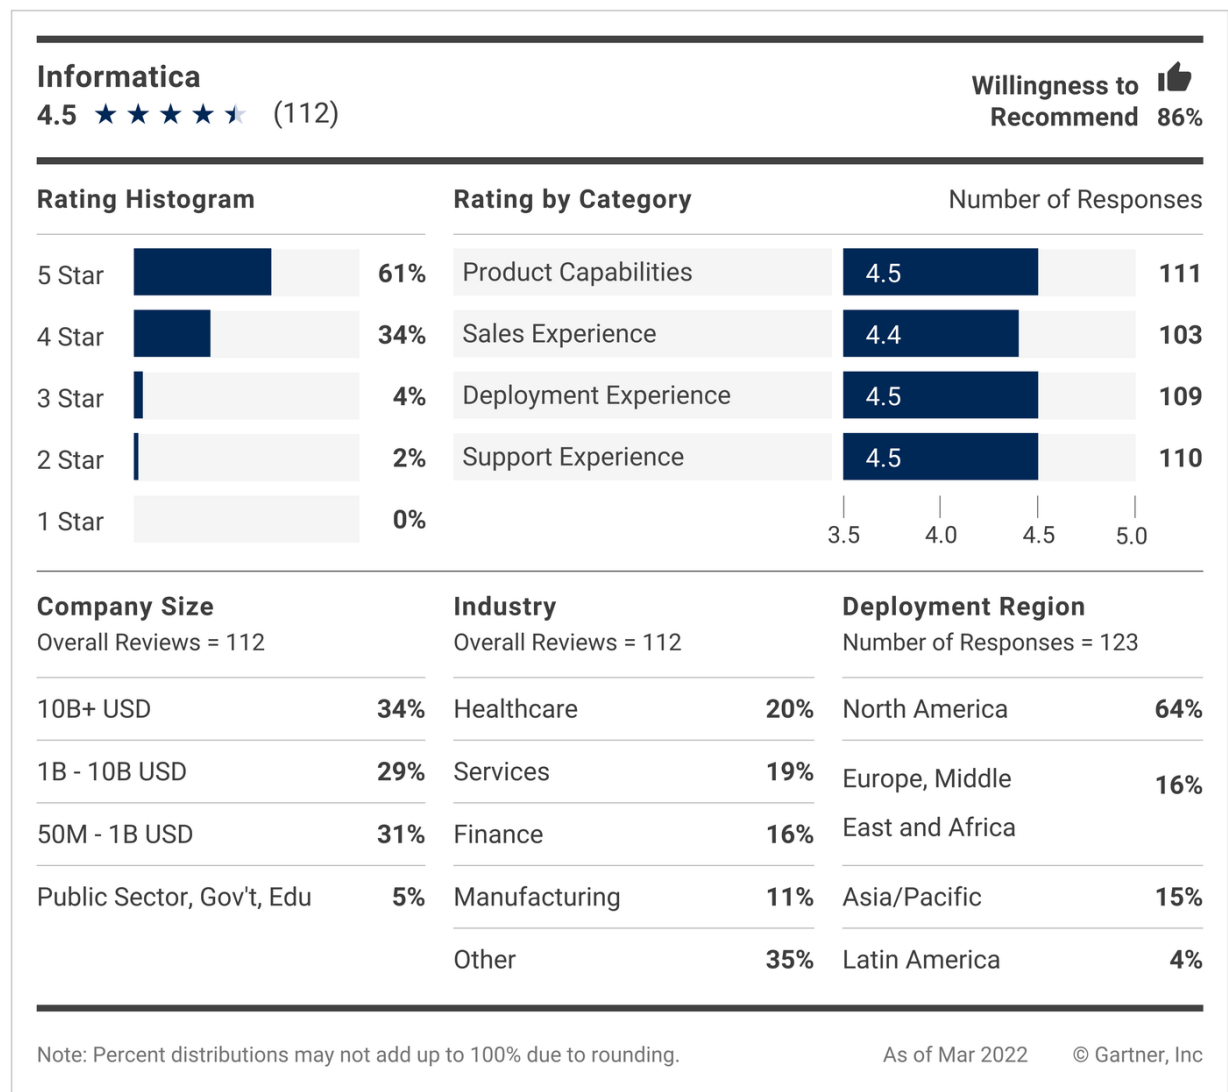 Informatica
4.5 (112)
Willingness to
Recommend 86%
Rating Histogram
5 Star 61%
4 Star 34%
3 Star 4%
2 Star 2%
1 Star 0%
Rating by Category Number of Responses
Product Capabilities 4.5 111
Sales Experience 4.4 103
Deployment Experience 4.5 109
Support Experience 4.5 110
3.5 4.0 4.5 5.0
Company Size
Overall Reviews = 112
10B+ USD 34%
1B - 10B USD 29%
50M - 1B USD 31%
Public Sector, Gov't, Edu 5%
Industry
Overall Reviews = 112
Healthcare 20%
Services 19%
Finance 16%
Manufacturing 11%
Other 35%
Deployment Region
Number of Responses = 123
North America 64%
Europe, Middle 16%
East and Africa
Asia/Pacific 15%
Latin America 4%
Note: Percent distributions may not add up to 100% due to rounding. As of Mar 2022 © Gartner, Inc